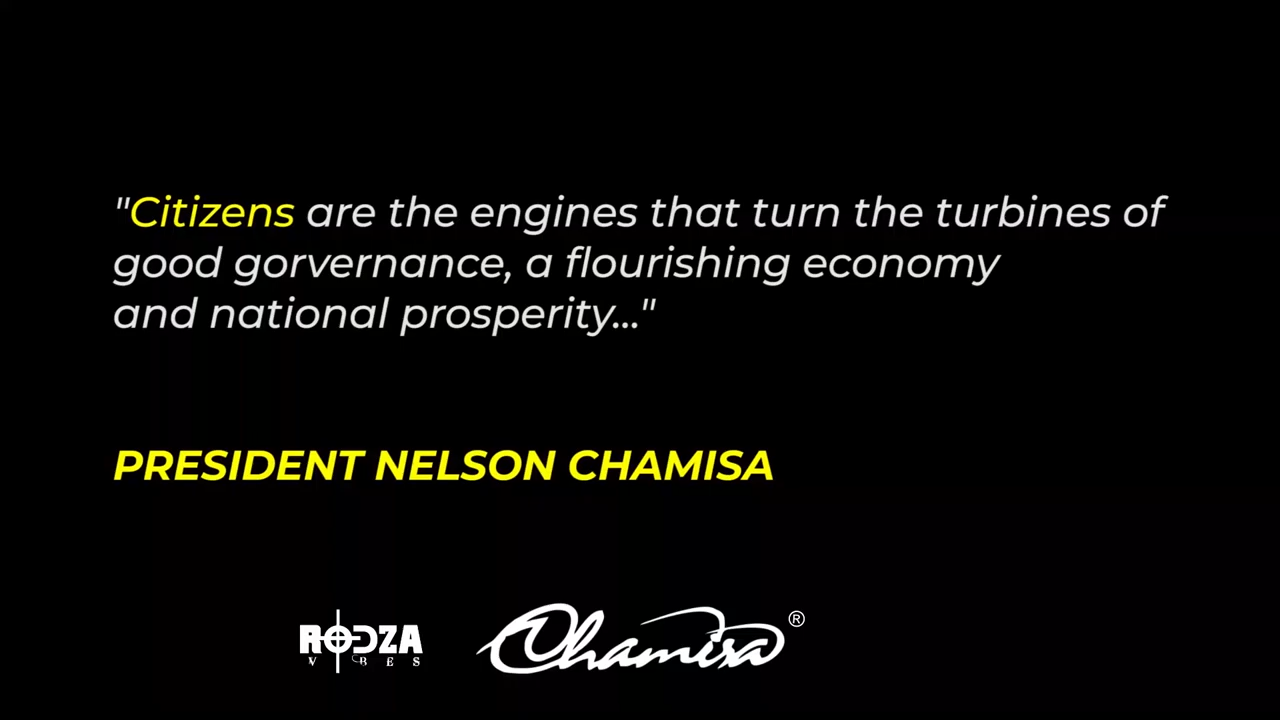 "Citizens are the engines that turn the turbines of
good gorvernance, a flourishing economy
and national prosperity..."
PRESIDENT NELSON CHAMISA
RODZA
VIBES
Chamisa®